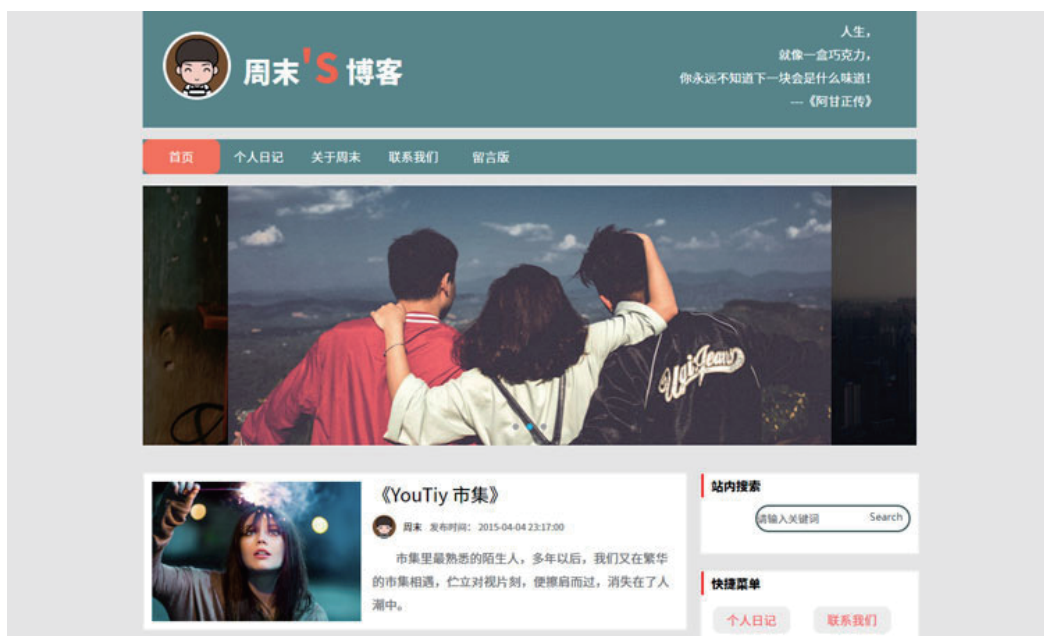 周末'S 博客
人生，
就像一盒巧克力，
你永远不知道下一块会是什么味道！
—《阿甘正传》
首页 个人日记 关于周末 联系我们 留言版
UqiJeans
《YouTiy 市集》
周末 发布时间： 2015-04-04 23:17:00
市集里最熟悉的陌生人，多年以后，我们又在繁华
的市集相遇，伫立对视片刻，便擦肩而过，消失在了人
潮中。
站内搜索
请输入关键词 Search
快捷菜单
个人日记 联系我们